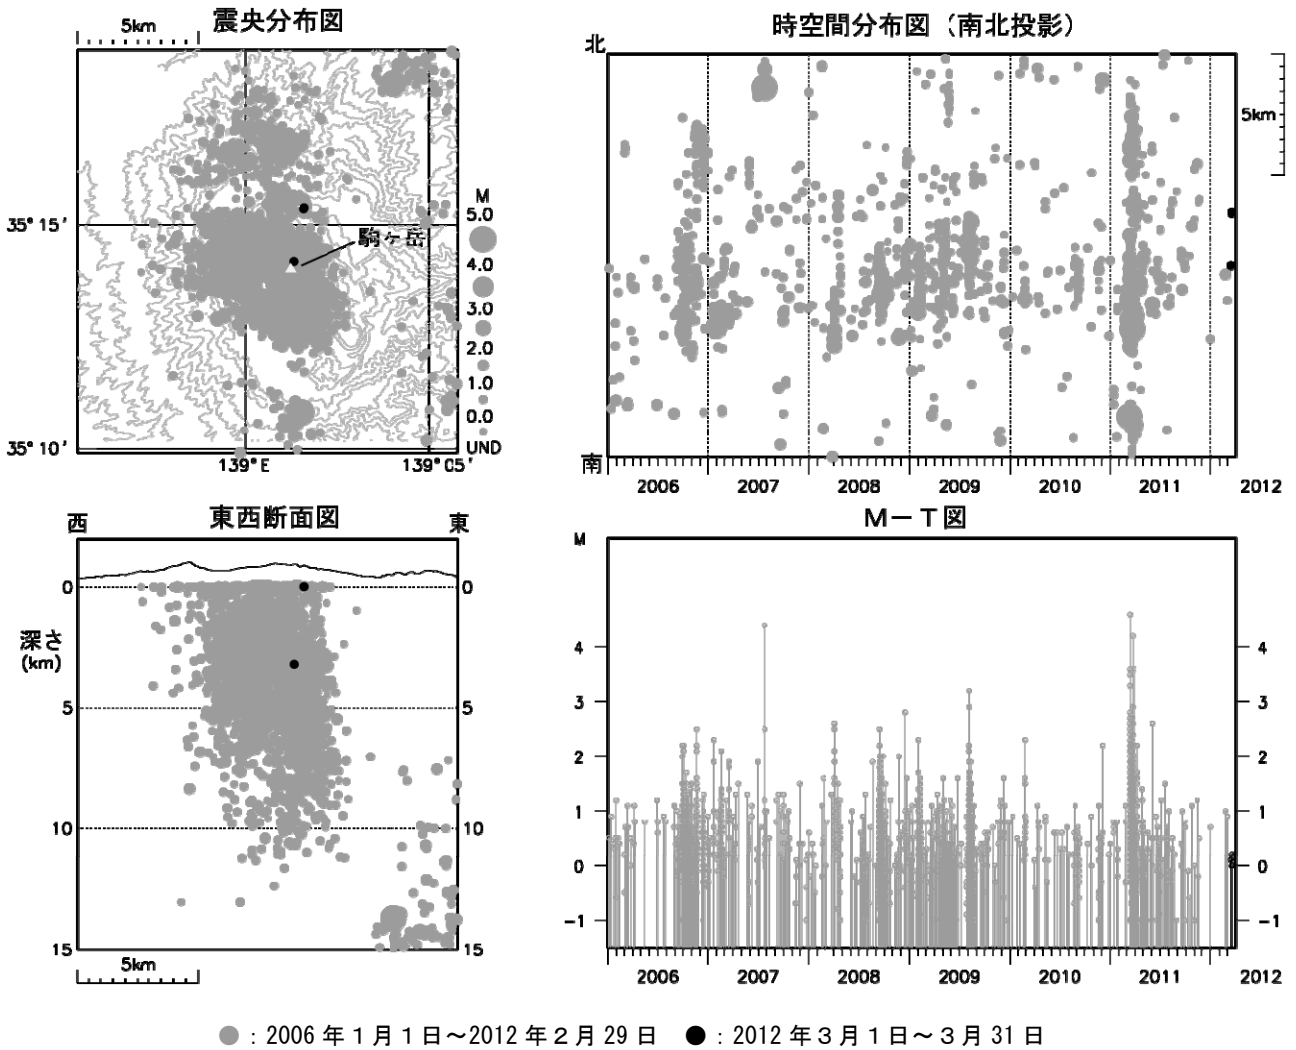 震央分布図
5km
35° 15′
35° 10′
139° E
139° 05′
駒ヶ岳
M
5.0
4.0
3.0
2.0
1.0
0.0
UND
時空間分布図（南北投影）
北
南
5km
2006 2007 2008 2009 2010 2011 2012
東西断面図
西
東
0
5
10
15
深さ
(km)
0
5
10
15
5km
M－T図
M
4
3
2
1
0
-1
4
3
2
1
0
-1
2006 2007 2008 2009 2010 2011 2012
●：2006年1月1日～2012年2月29日 ●：2012年3月1日～3月31日